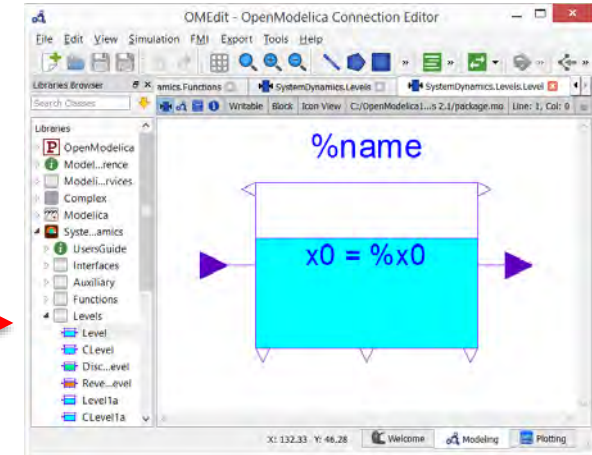 OMEdit - OpenModelica Connection Editor
File Edit View Simulation FMI Export Tools Help
Libraries Browser
amics.Functions SystemDynamics.Levels SystemDynamics.Levels.Level
Search Classes
Writable Block Icon View C:/OpenModelica1...s 2.1/package.mo Line: 1, Col: 0
Libraries
OpenModelica
Model...rence
Modeli...rvices
Complex
Modelica
Syste...amics
UsersGuide
Interfaces
Auxiliary
Functions
Levels
Level
CLevel
Disc...evel
Reve...evel
Level1a
CLevel1a
%name
x0 = %x0
X: 132.33 Y: 46.28 Welcome Modeling Plotting